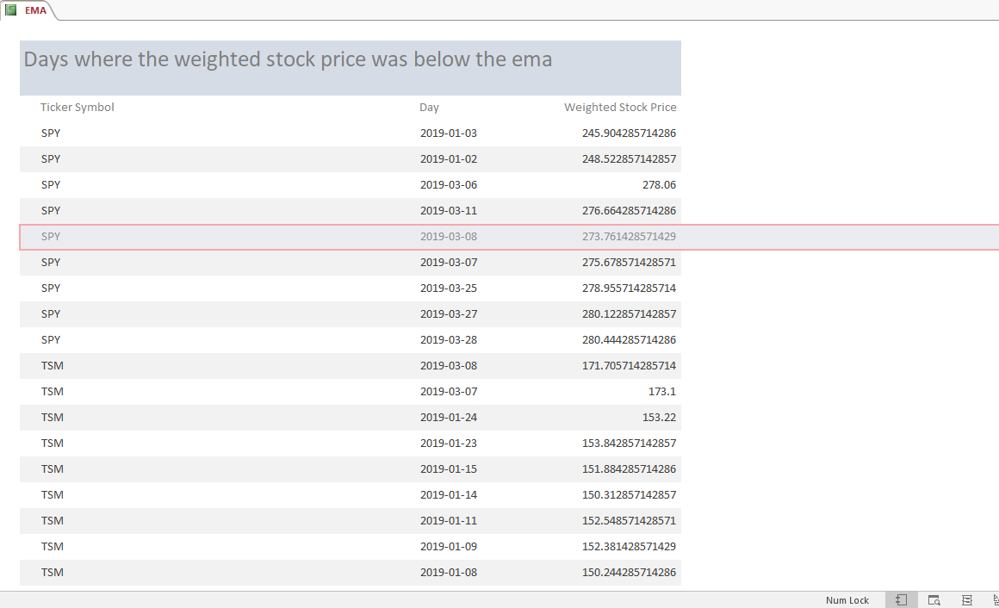 EMA
Days where the weighted stock price was below the ema
Ticker Symbol Day Weighted Stock Price
SPY 2019-01-03 245.904285714286
SPY 2019-01-02 248.522857142857
SPY 2019-03-06 278.06
SPY 2019-03-11 276.664285714286
SPY 2019-03-08 273.761428571429
SPY 2019-03-07 275.678571428571
SPY 2019-03-25 278.955714285714
SPY 2019-03-27 280.122857142857
SPY 2019-03-28 280.444285714286
TSM 2019-03-08 171.705714285714
TSM 2019-03-07 173.1
TSM 2019-01-24 153.22
TSM 2019-01-23 153.842857142857
TSM 2019-01-15 151.884285714286
TSM 2019-01-14 150.312857142857
TSM 2019-01-11 152.548571428571
TSM 2019-01-09 152.381428571429
TSM 2019-01-08 150.244285714286
Num Lock